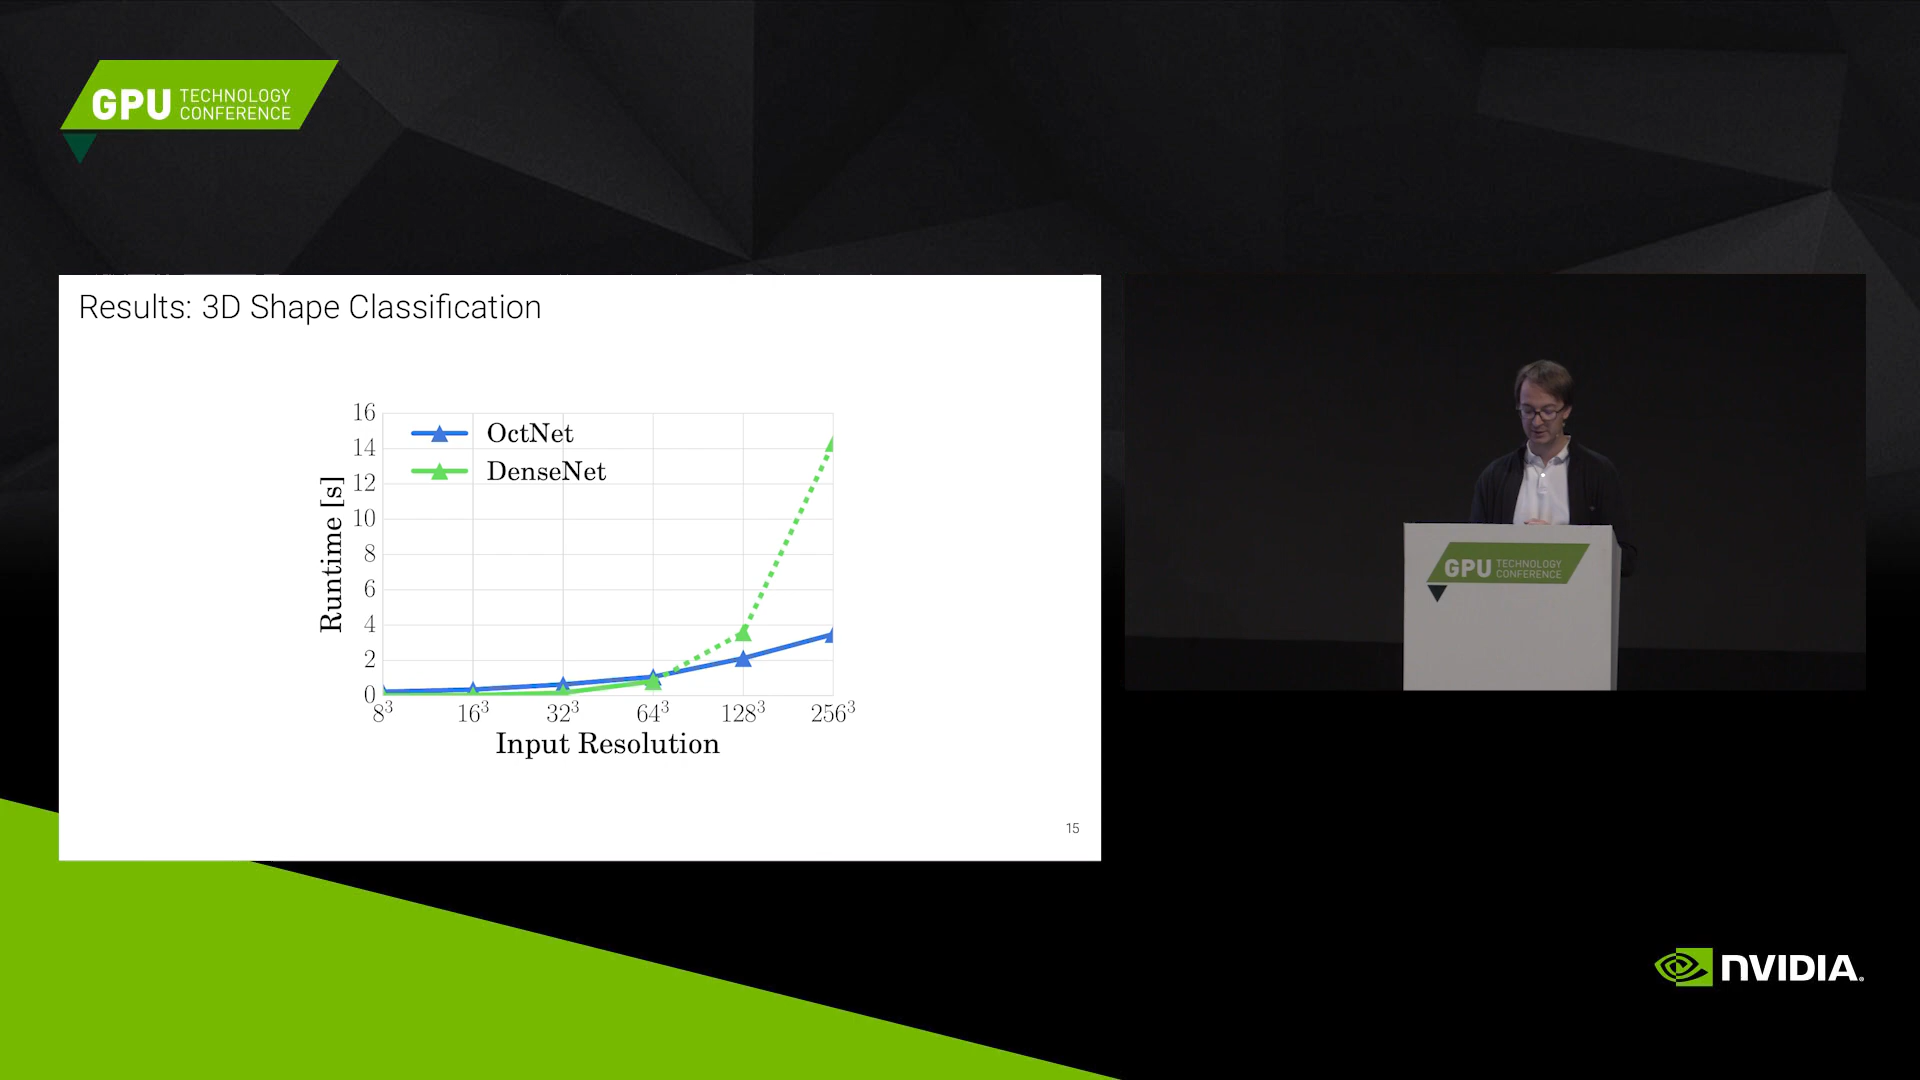 GPU TECHNOLOGY
CONFERENCE
Results: 3D Shape Classification
16
14
12
10
8
6
4
2
0
Runtime [s]
OctNet
DenseNet
8³ 16³ 32³ 64³ 128³ 256³
Input Resolution
15
GPU TECHNOLOGY
CONFERENCE
NVIDIA.